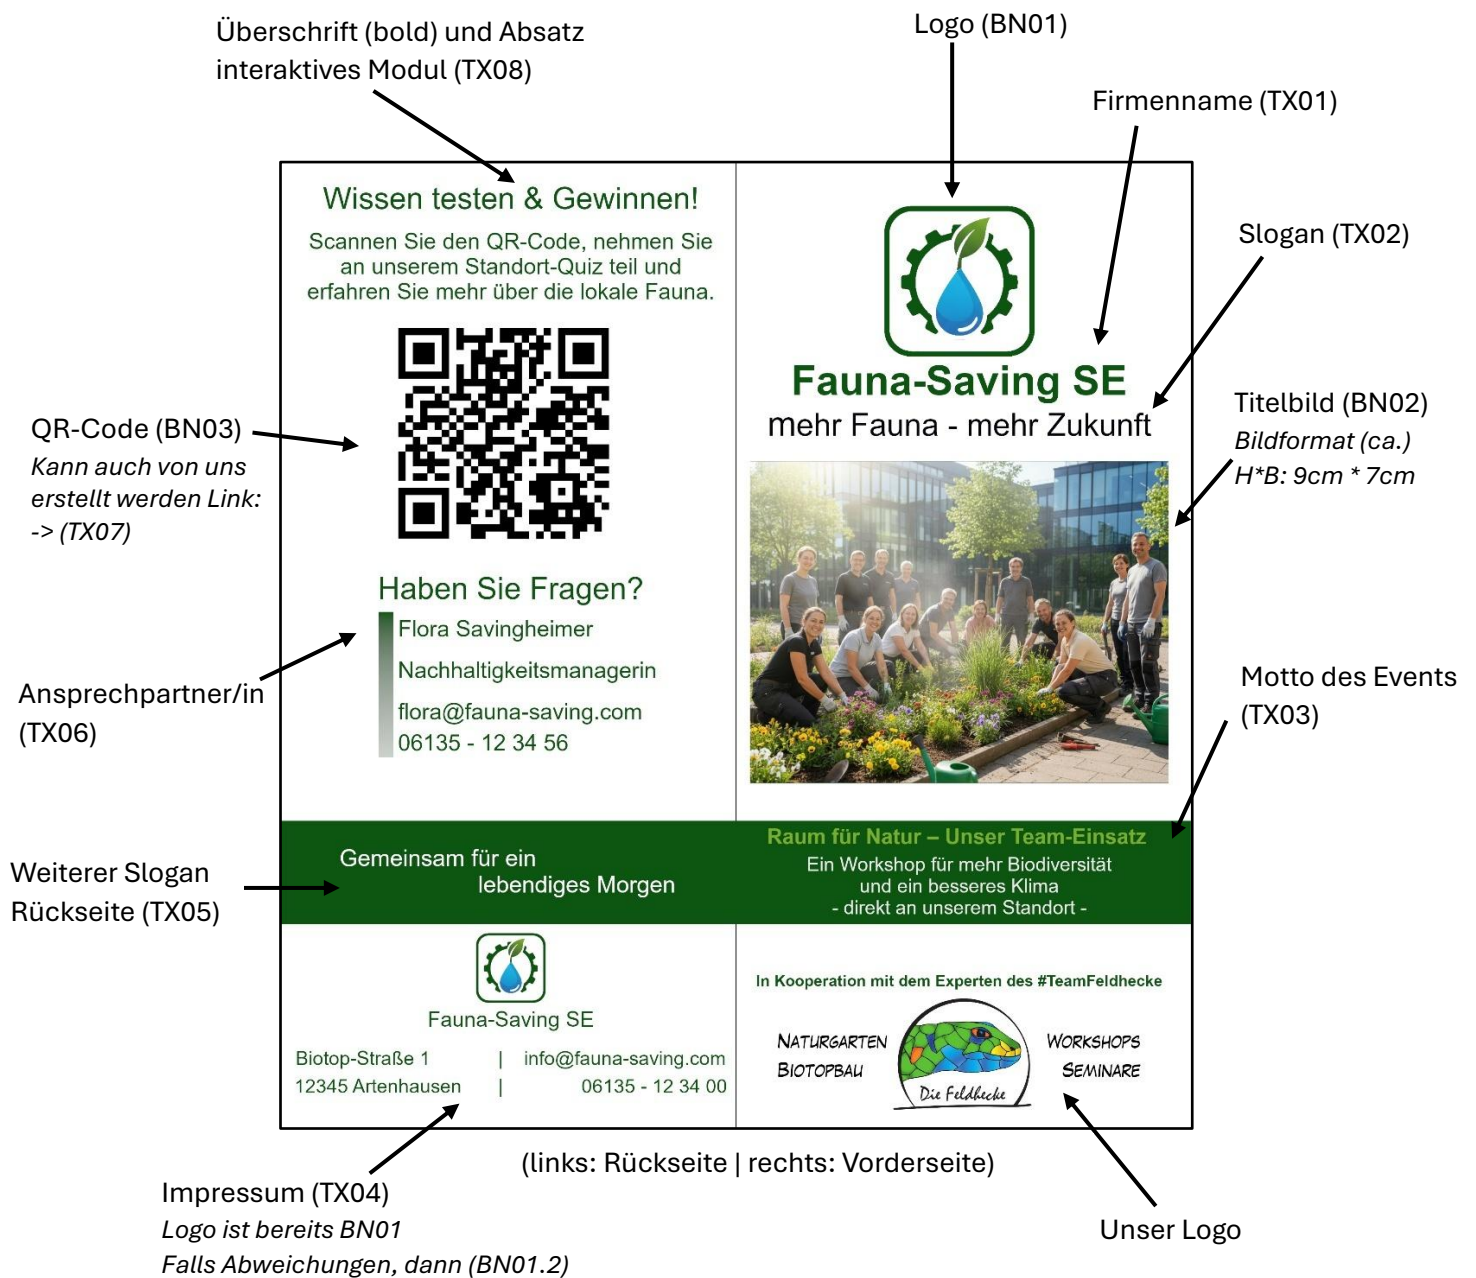 Überschrift (bold) und Absatz
interaktives Modul (TX08)
Logo (BN01)
Firmenname (TX01)
Slogan (TX02)
Titelbild (BN02)
Bildformat (ca.)
H*B: 9cm * 7cm
Motto des Events
(TX03)
QR-Code (BN03)
Kann auch von uns
erstellt werden Link:
-> (TX07)
Ansprechpartner/in
(TX06)
Weiterer Slogan
Rückseite (TX05)
Wissen testen & Gewinnen!
Scannen Sie den QR-Code, nehmen Sie
an unserem Standort-Quiz teil und
erfahren Sie mehr über die lokale Fauna.
Haben Sie Fragen?
Flora Savingheimer
Nachhaltigkeitsmanagerin
flora@fauna-saving.com
06135 - 12 34 56
Gemeinsam für ein
lebendiges Morgen
Fauna-Saving SE
Biotop-Straße 1 | info@fauna-saving.com
12345 Artenhausen | 06135 - 12 34 00
Fauna-Saving SE
mehr Fauna - mehr Zukunft
Raum für Natur – Unser Team-Einsatz
Ein Workshop für mehr Biodiversität
und ein besseres Klima
- direkt an unserem Standort -
In Kooperation mit dem Experten des #TeamFeldhecke
NATURGARTEN
BIOTOPBAU
Die Feldhecke
WORKSHOPS
SEMINARE
(links: Rückseite | rechts: Vorderseite)
Impressum (TX04)
Logo ist bereits BN01
Falls Abweichungen, dann (BN01.2)
Unser Logo